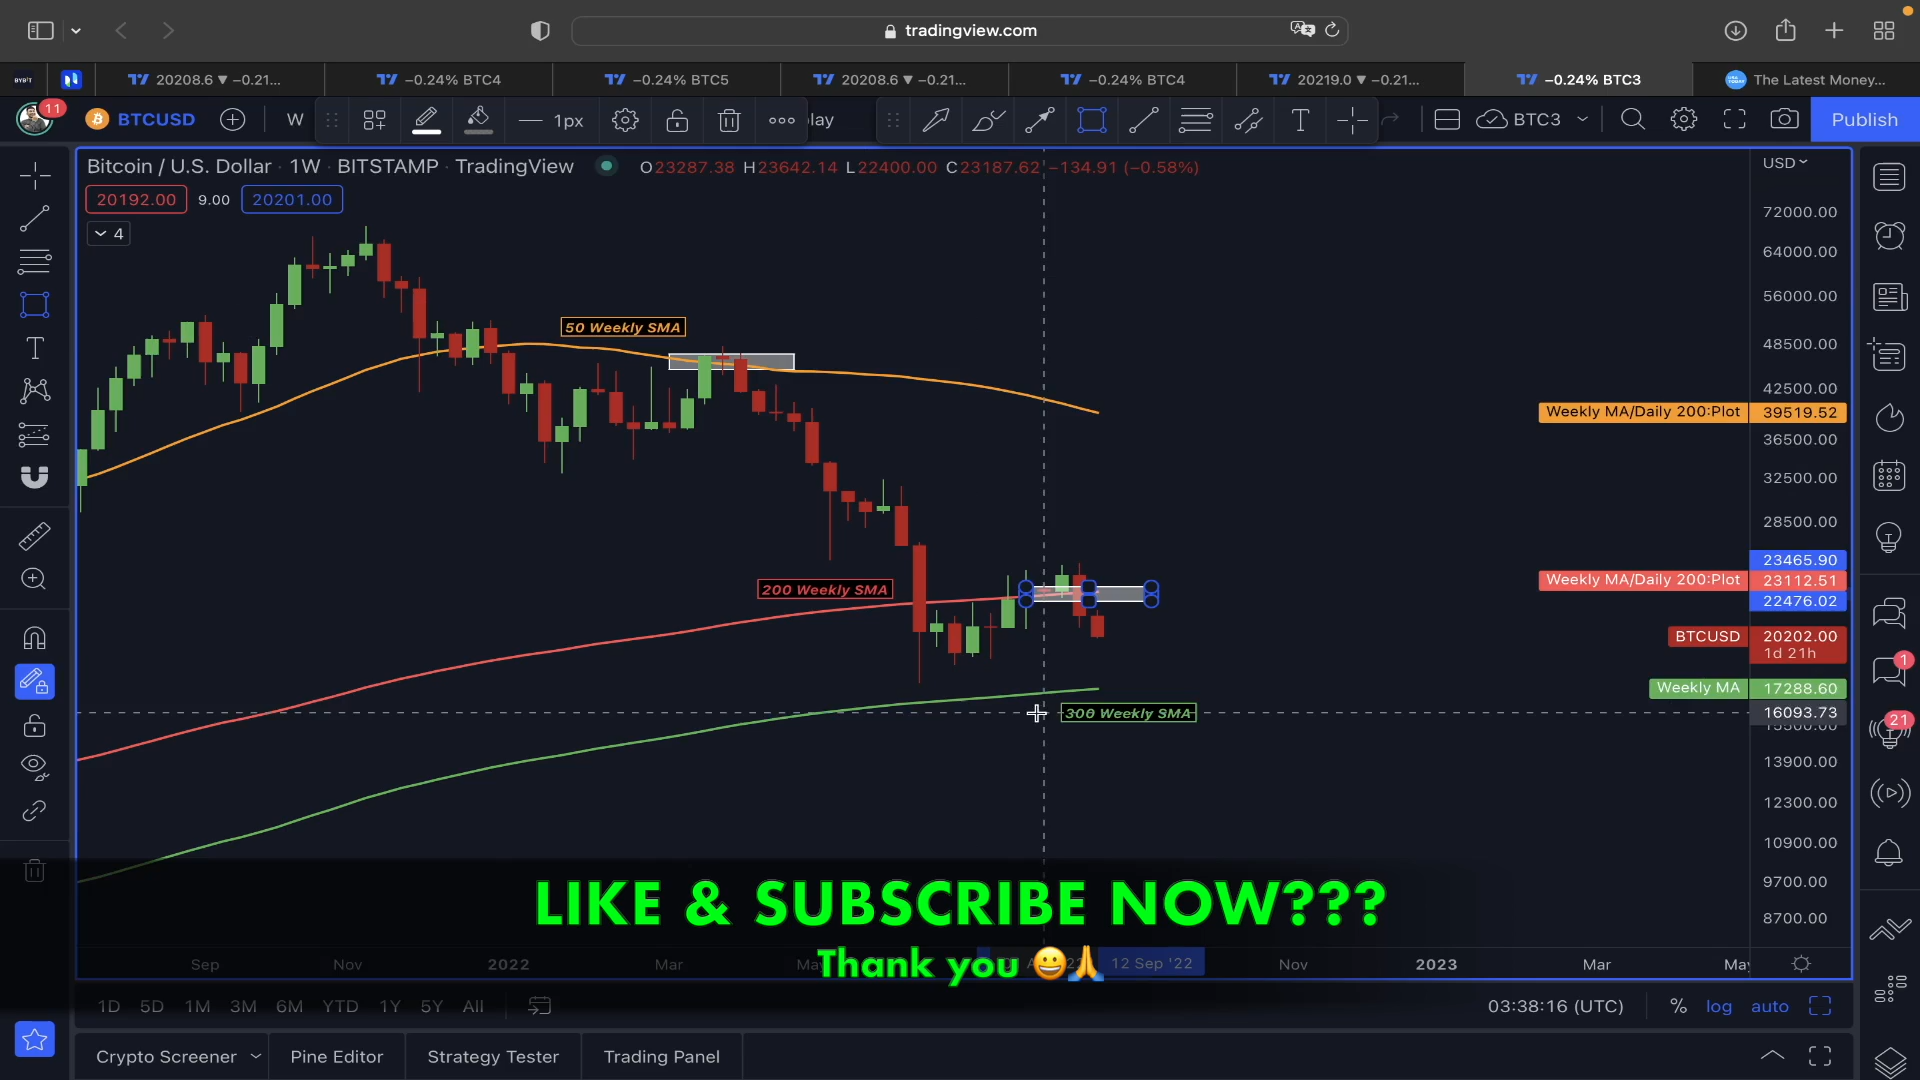 tradingview.com
BYBIT
20208.6 ▼ −0.21...
−0.24% BTC4
−0.24% BTC5
20208.6 ▼ −0.21...
−0.24% BTC4
20219.0 ▼ −0.21...
−0.24% BTC3
The Latest Money...
11
BTCUSD
W
1px
lay
BTC3
Publish
Bitcoin / U.S. Dollar · 1W · BITSTAMP · TradingView
O23287.38 H23642.14 L22400.00 C23187.62 −134.91 (−0.58%)
USD
20192.00
9.00
20201.00
4
72000.00
64000.00
56000.00
50 Weekly SMA
48500.00
42500.00
Weekly MA/Daily 200:Plot 39519.52
36500.00
32500.00
28500.00
23465.90
200 Weekly SMA
Weekly MA/Daily 200:Plot 23112.51
22476.02
BTCUSD 20202.00
1d 21h
1
Weekly MA 17288.60
300 Weekly SMA
16093.73
21
13900.00
12300.00
10900.00
9700.00
8700.00
LIKE & SUBSCRIBE NOW???
Thank you 😀🙏
Sep
Nov
2022
Mar
12 Sep '22
Nov
2023
Mar
1D 5D 1M 3M 6M YTD 1Y 5Y All
03:38:16 (UTC)
%
log
auto
Crypto Screener
Pine Editor
Strategy Tester
Trading Panel